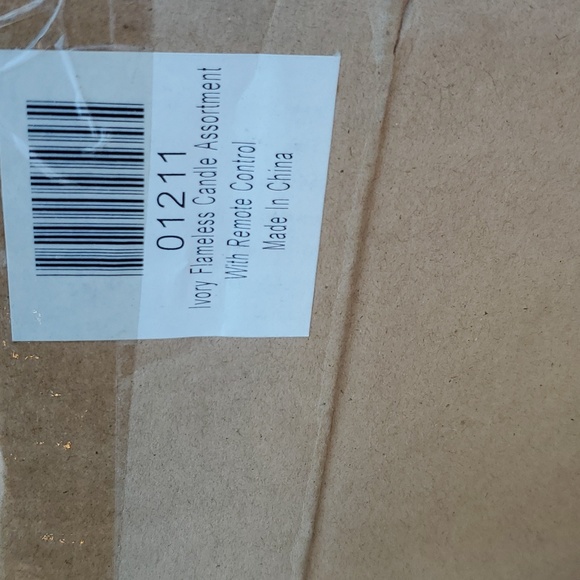 01211
Ivory Flameless Candle Assortment
With Remote Control
Made In China